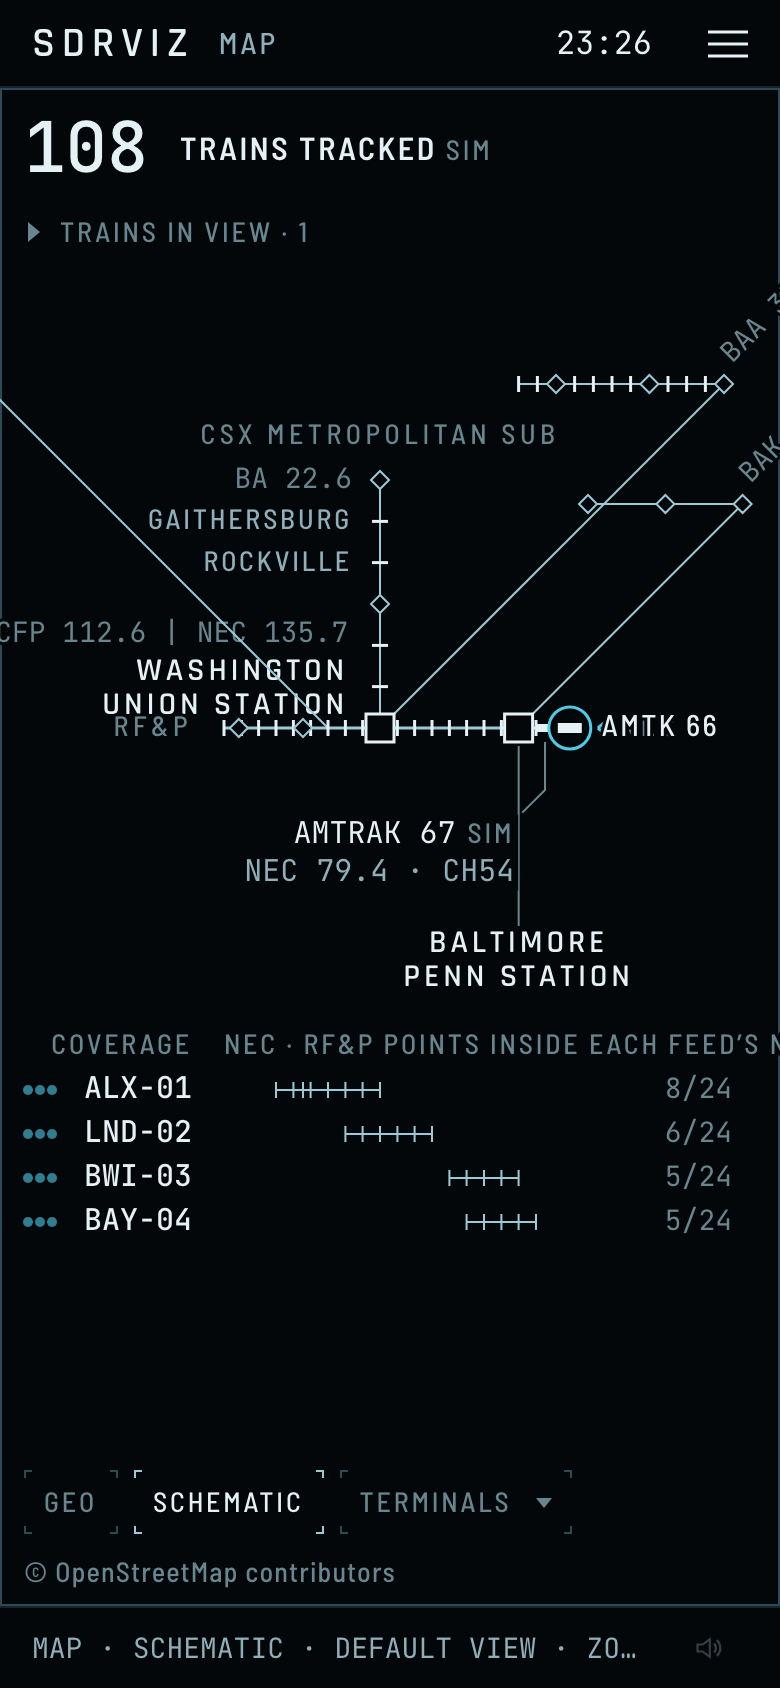 SDRVIZ MAP 23:26
108 TRAINS TRACKED SIM
TRAINS IN VIEW · 1
BAA
CSX METROPOLITAN SUB
BAK
BA 22.6
GAITHERSBURG
ROCKVILLE
CFP 112.6 | NEC 135.7
WASHINGTON
UNION STATION
RF&P
AMTK 66
AMTRAK 67 SIM
NEC 79.4 · CH54
BALTIMORE
PENN STATION
COVERAGE NEC · RF&P POINTS INSIDE EACH FEED'S
ALX-01 8/24
LND-02 6/24
BWI-03 5/24
BAY-04 5/24
GEO SCHEMATIC TERMINALS
© OpenStreetMap contributors
MAP · SCHEMATIC · DEFAULT VIEW · ZO…